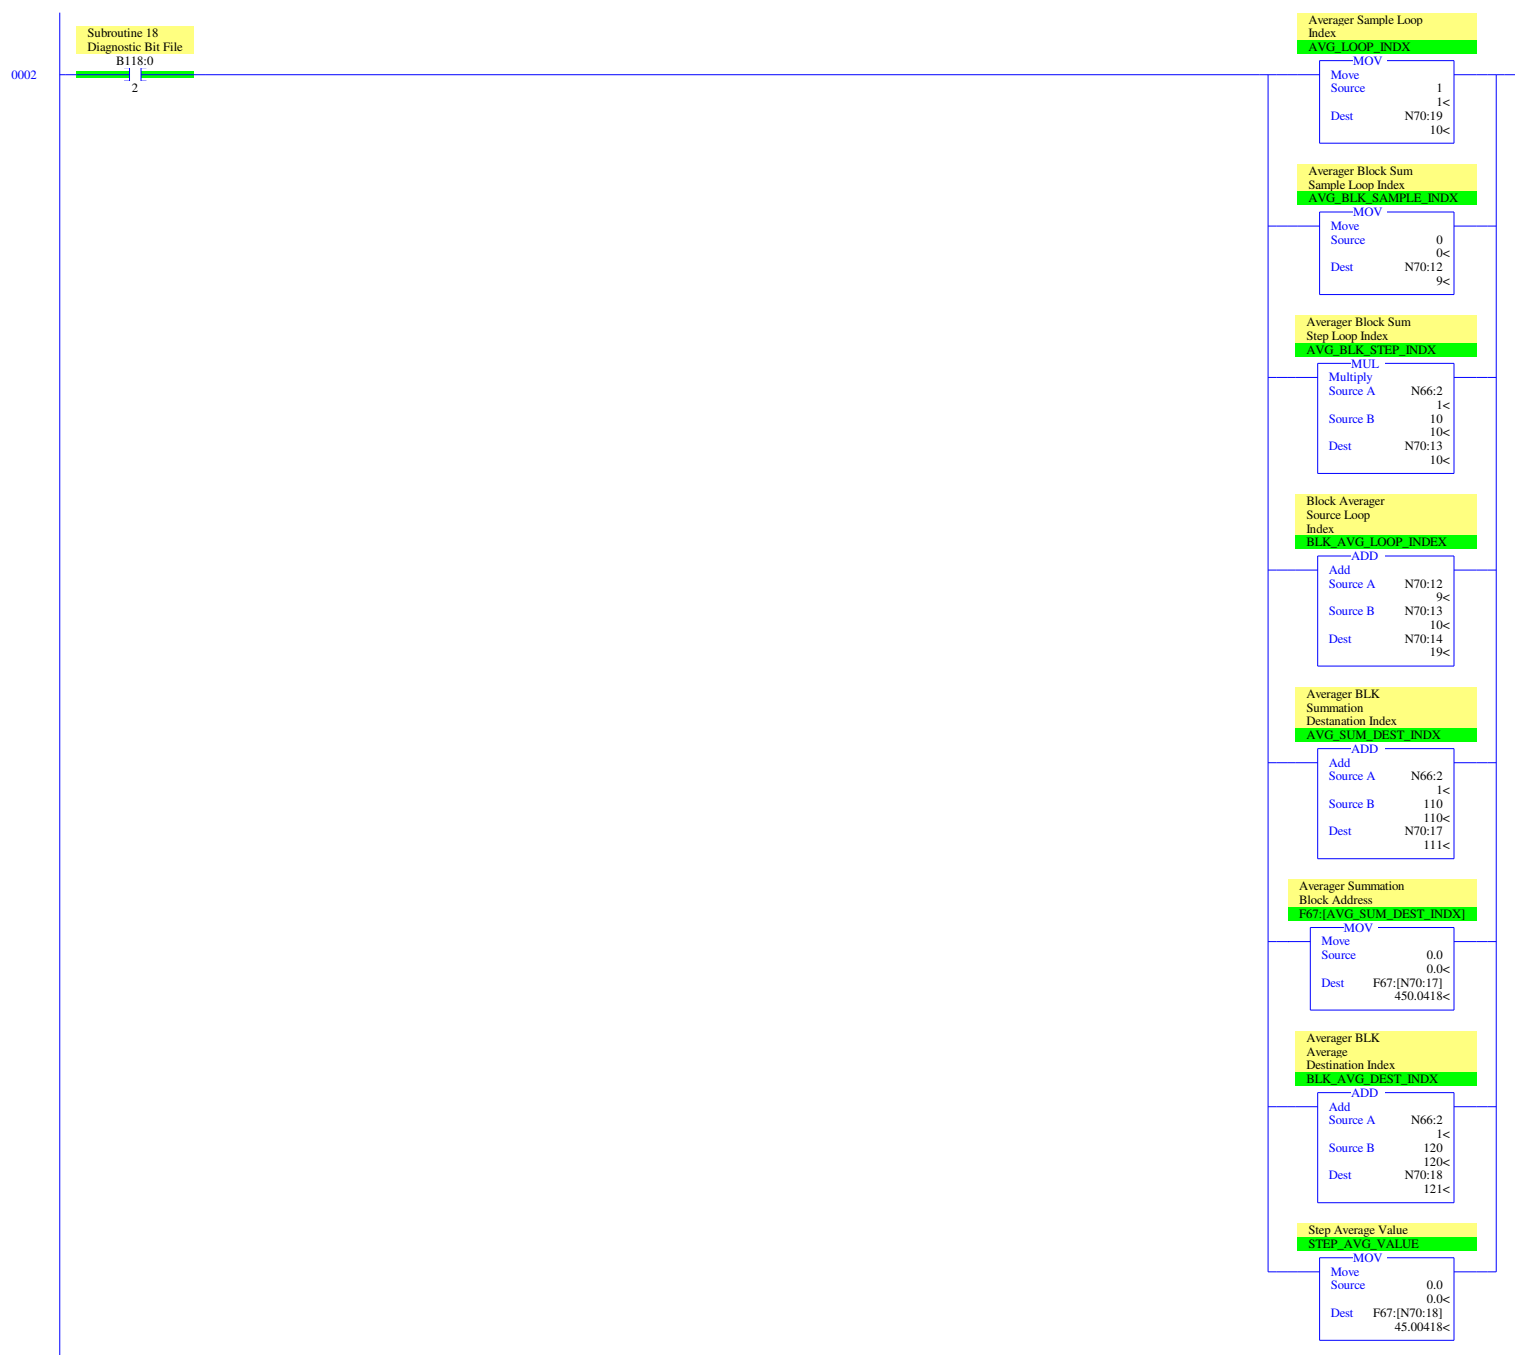 Subroutine 18
Diagnostic Bit File
B118:0
0002
2
Averager Sample Loop
Index
AVG_LOOP_INDX
MOV
Move
Source 1
1<
Dest N70:19
10<
Averager Block Sum
Sample Loop Index
AVG_BLK_SAMPLE_INDX
MOV
Move
Source 0
0<
Dest N70:12
9<
Averager Block Sum
Step Loop Index
AVG_BLK_STEP_INDX
MUL
Multiply
Source A N66:2
1<
Source B 10
10<
Dest N70:13
10<
Block Averager
Source Loop
Index
BLK_AVG_LOOP_INDEX
ADD
Add
Source A N70:12
9<
Source B N70:13
10<
Dest N70:14
19<
Averager BLK
Summation
Destanation Index
AVG_SUM_DEST_INDX
ADD
Add
Source A N66:2
1<
Source B 110
110<
Dest N70:17
111<
Averager Summation
Block Address
F67:[AVG_SUM_DEST_INDX]
MOV
Move
Source 0.0
0.0<
Dest F67:[N70:17]
450.0418<
Averager BLK
Average
Destination Index
BLK_AVG_DEST_INDX
ADD
Add
Source A N66:2
1<
Source B 120
120<
Dest N70:18
121<
Step Average Value
STEP_AVG_VALUE
MOV
Move
Source 0.0
0.0<
Dest F67:[N70:18]
45.00418<